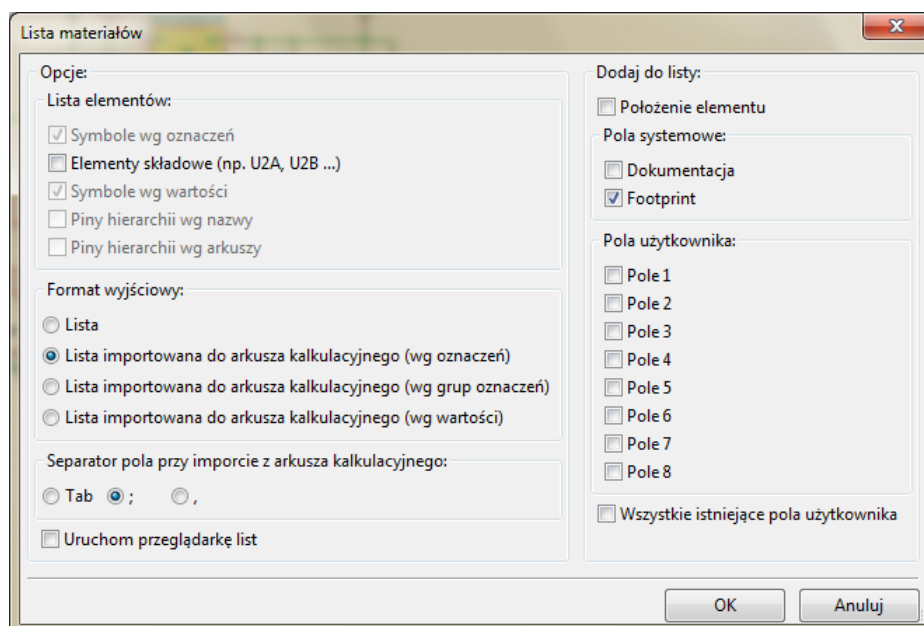 Lista materiałów
Opcje:
Lista elementów:
Symbole wg oznaczeń
Elementy składowe (np. U2A, U2B ...)
Symbole wg wartości
Piny hierarchii wg nazwy
Piny hierarchii wg arkuszy
Format wyjściowy:
Lista
Lista importowana do arkusza kalkulacyjnego (wg oznaczeń)
Lista importowana do arkusza kalkulacyjnego (wg grup oznaczeń)
Lista importowana do arkusza kalkulacyjnego (wg wartości)
Separator pola przy imporcie z arkusza kalkulacyjnego:
Tab ; ,
Uruchom przeglądarkę list
Dodaj do listy:
Położenie elementu
Pola systemowe:
Dokumentacja
Footprint
Pola użytkownika:
Pole 1
Pole 2
Pole 3
Pole 4
Pole 5
Pole 6
Pole 7
Pole 8
Wszystkie istniejące pola użytkownika
OK Anuluj